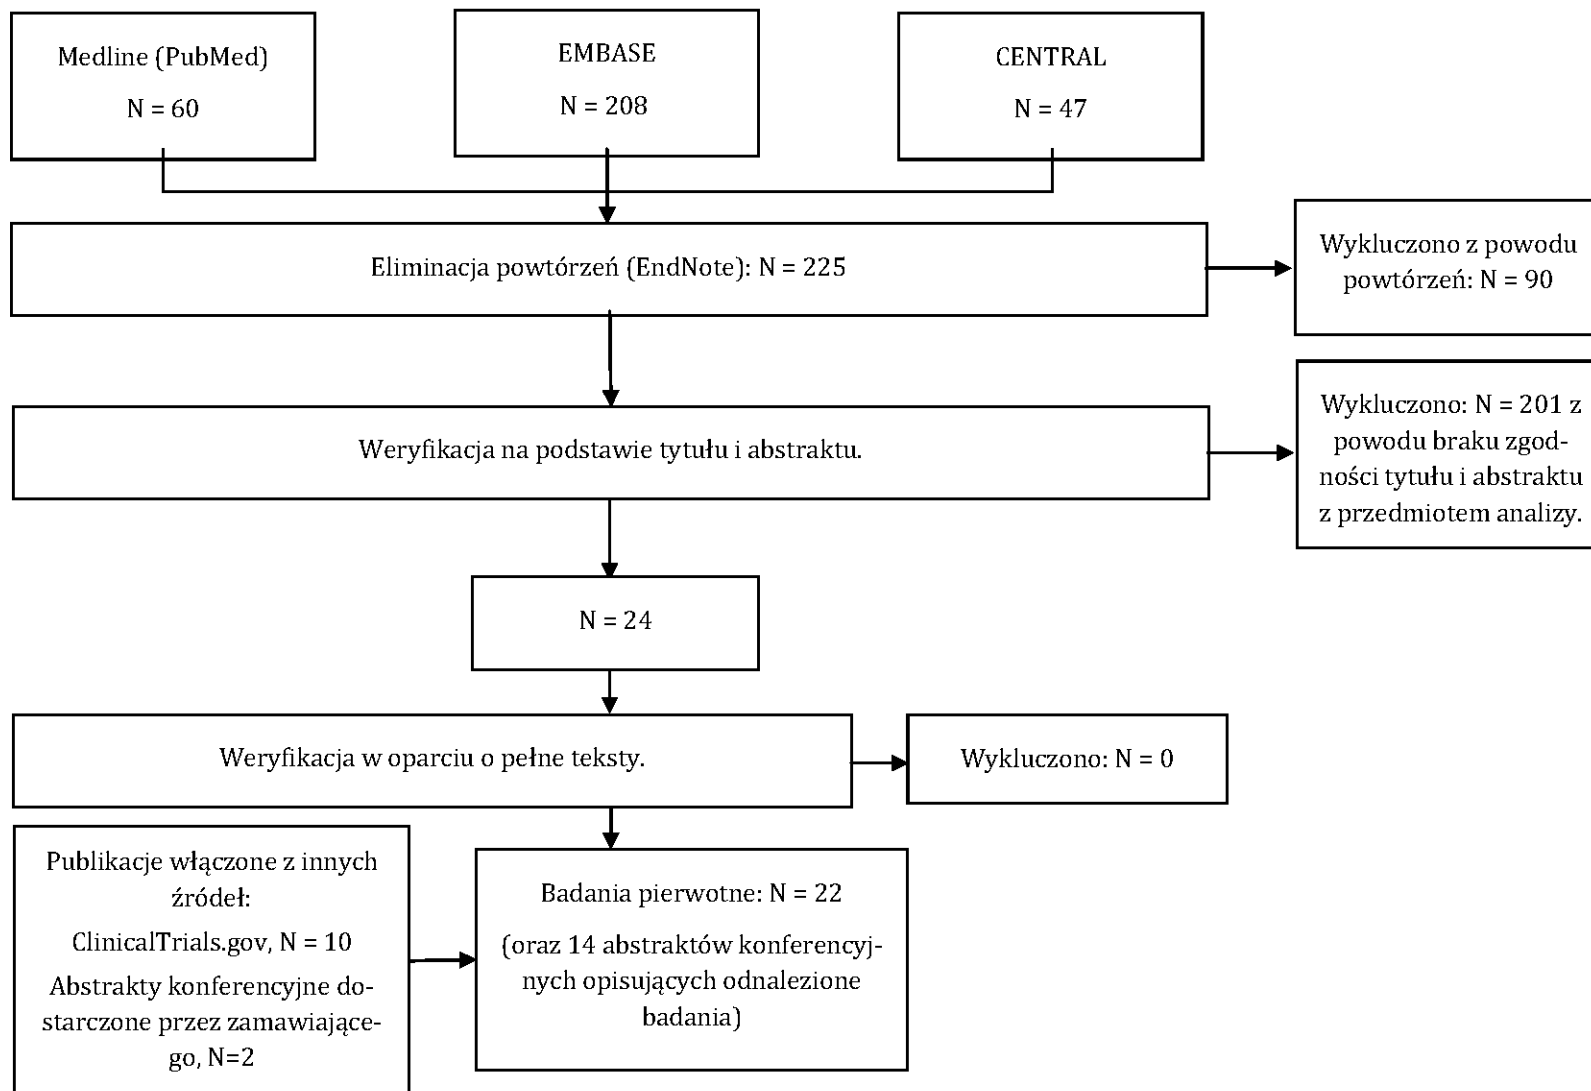 Medline (PubMed)
N = 60
EMBASE
N = 208
CENTRAL
N = 47
Eliminacja powtórzeń (EndNote): N = 225
Wykluczono z powodu
powtórzeń: N = 90
Weryfikacja na podstawie tytułu i abstraktu.
Wykluczono: N = 201 z
powodu braku zgod-
ności tytułu i abstraktu
z przedmiotem analizy.
N = 24
Weryfikacja w oparciu o pełne teksty.
Wykluczono: N = 0
Publikacje włączone z innych
źródeł:
ClinicalTrials.gov, N = 10
Abstrakty konferencyjne do-
starczone przez zamawiające-
go, N=2
Badania pierwotne: N = 22
(oraz 14 abstraktów konferencyj-
nych opisujących odnalezione
badania)